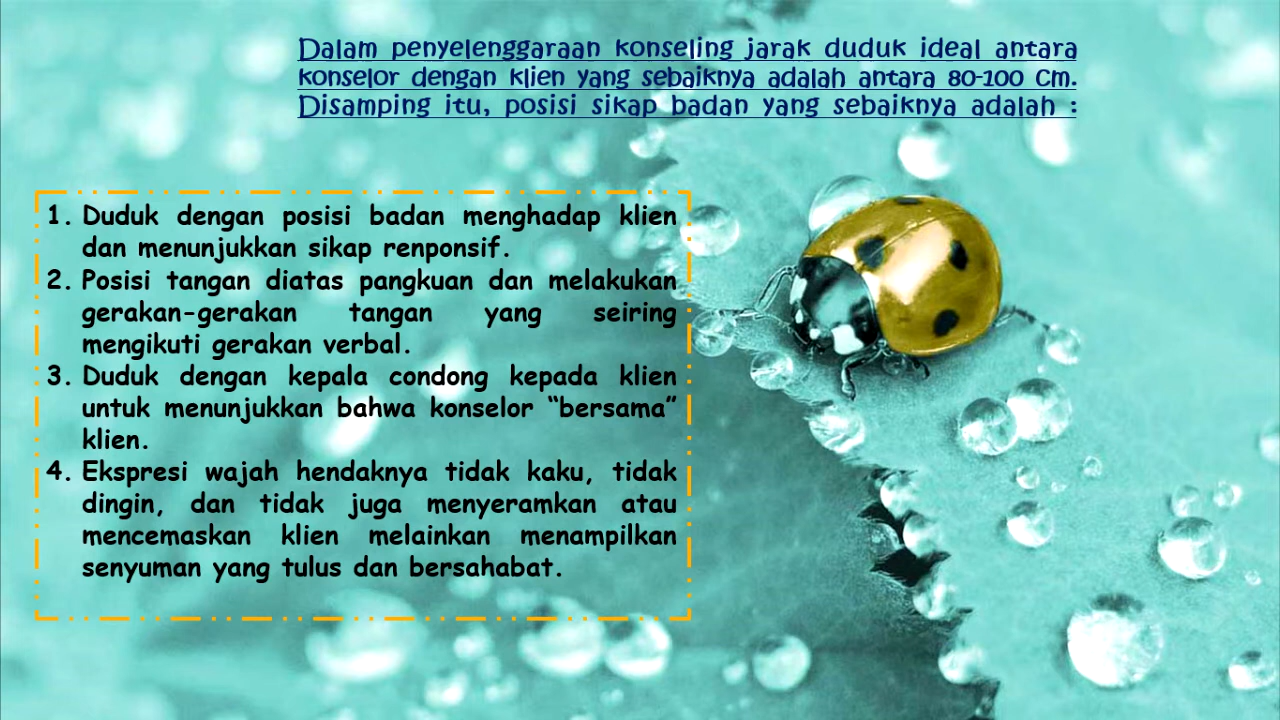 Dalam penyelenggaraan konseling jarak duduk ideal antara
konselor dengan klien yang sebaiknya adalah antara 80-100 Cm.
Disamping itu, posisi sikap badan yang sebaiknya adalah :
1. Duduk dengan posisi badan menghadap klien
dan menunjukkan sikap renponsif.
2. Posisi tangan diatas pangkuan dan melakukan
gerakan-gerakan tangan yang seiring
mengikuti gerakan verbal.
3. Duduk dengan kepala condong kepada klien
untuk menunjukkan bahwa konselor “bersama”
klien.
4. Ekspresi wajah hendaknya tidak kaku, tidak
dingin, dan tidak juga menyeramkan atau
mencemaskan klien melainkan menampilkan
senyuman yang tulus dan bersahabat.